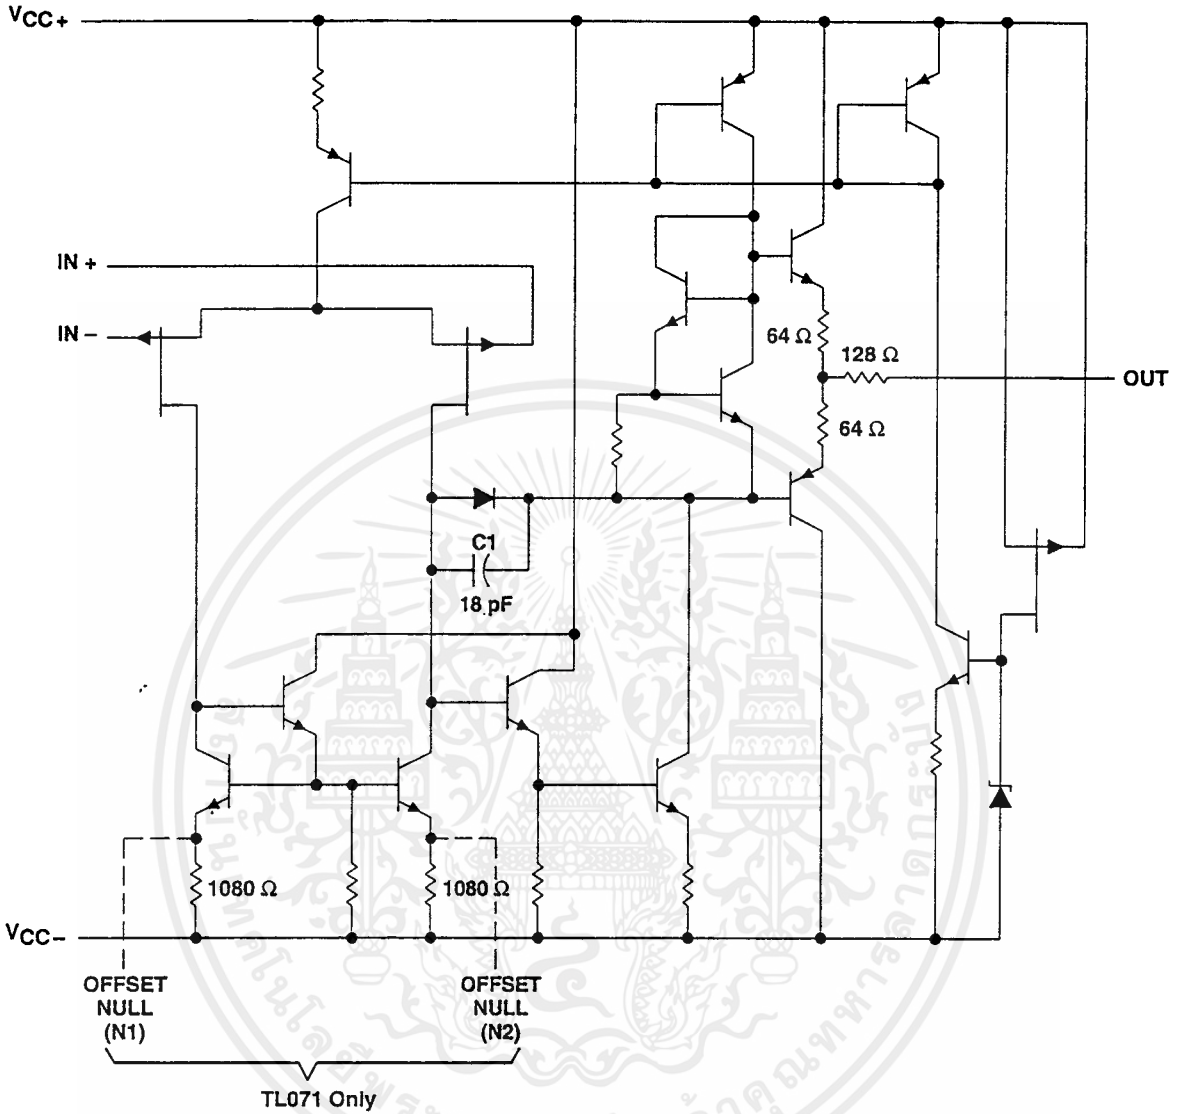 VCC+
IN +
IN −
64 Ω
128 Ω
OUT
64 Ω
C1
18 pF
1080 Ω
1080 Ω
VCC−
OFFSET
NULL
(N1)
OFFSET
NULL
(N2)
TL071 Only